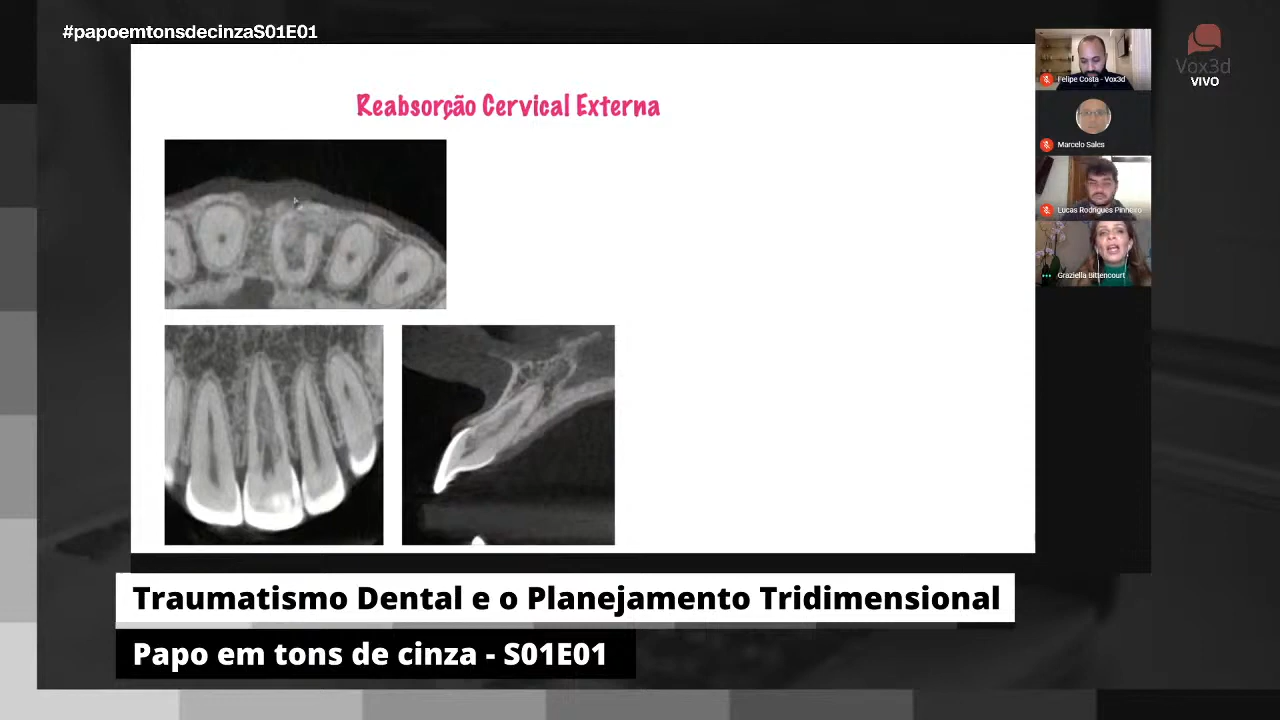 #papoemtonsdecinzaS01E01
Vox3d
VIVO
Reabsorção Cervical Externa
Felipe Costa - Vox3d
Marcelo Sales
Lucas Rodrigues Pinheiro
Graziella Bittencourt
Traumatismo Dental e o Planejamento Tridimensional
Papo em tons de cinza - S01E01